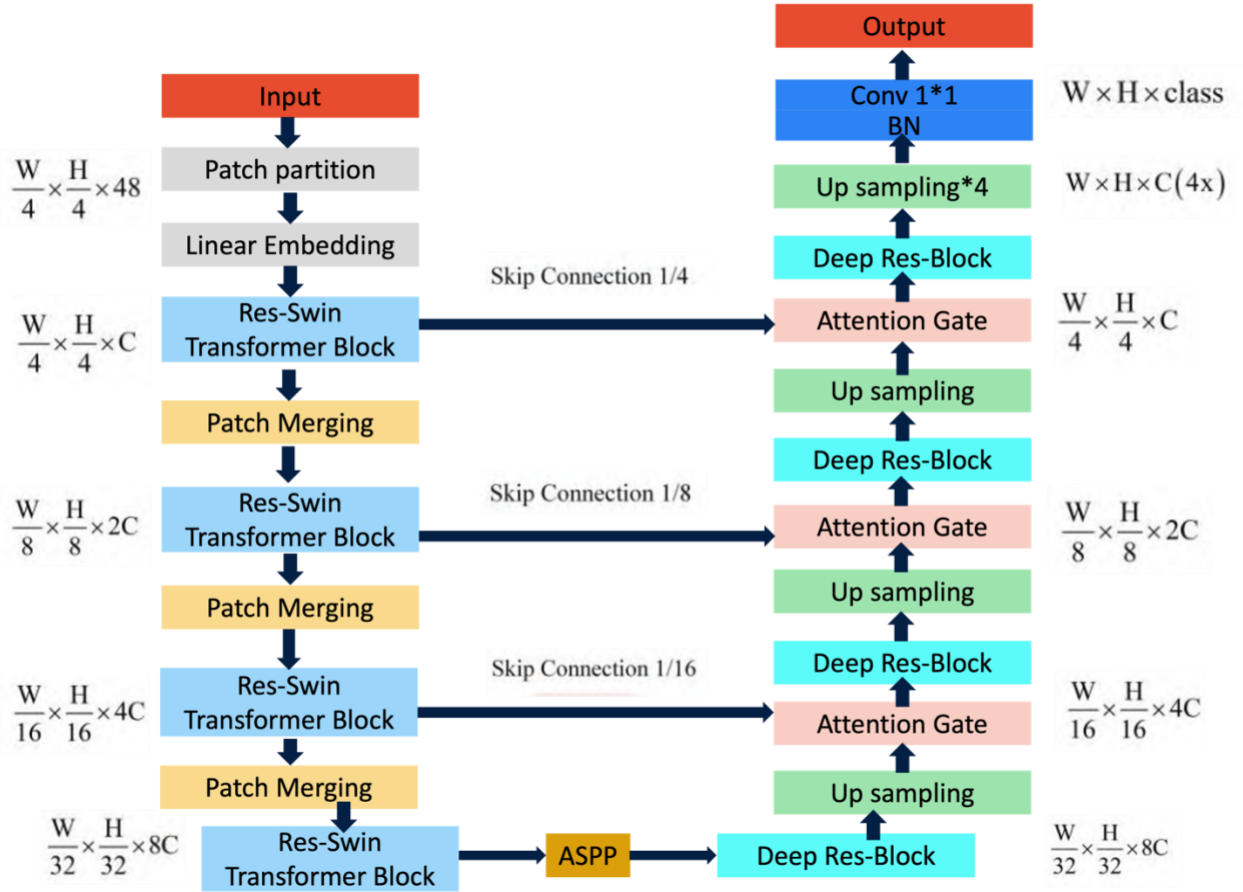 Output
Input
Conv 1*1
BN
W×H×class
Patch partition
W/4 × H/4 × 48
Up sampling*4
W×H×C(4x)
Linear Embedding
Deep Res-Block
Skip Connection 1/4
Res-Swin
Transformer Block
W/4 × H/4 × C
Attention Gate
W/4 × H/4 × C
Up sampling
Patch Merging
Deep Res-Block
Skip Connection 1/8
Res-Swin
Transformer Block
W/8 × H/8 × 2C
Attention Gate
W/8 × H/8 × 2C
Up sampling
Patch Merging
Deep Res-Block
Skip Connection 1/16
Res-Swin
Transformer Block
W/16 × H/16 × 4C
Attention Gate
W/16 × H/16 × 4C
Patch Merging
Up sampling
W/32 × H/32 × 8C
Res-Swin
Transformer Block
ASPP
Deep Res-Block
W/32 × H/32 × 8C